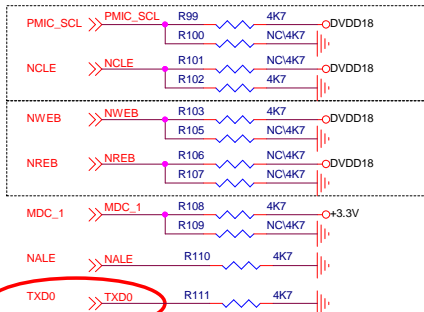 PMIC_SCL PMIC_SCL R99 4K7 DVDD18
R100 NC\4K7
NCLE NCLE R101 NC\4K7 DVDD18
R102 4K7
NWEB NWEB R103 4K7 DVDD18
R105 NC\4K7
NREB NREB R106 NC\4K7 DVDD18
R107 NC\4K7
MDC_1 MDC_1 R108 4K7 +3.3V
R109 NC\4K7
NALE NALE R110 4K7
TXD0 TXD0 R111 4K7